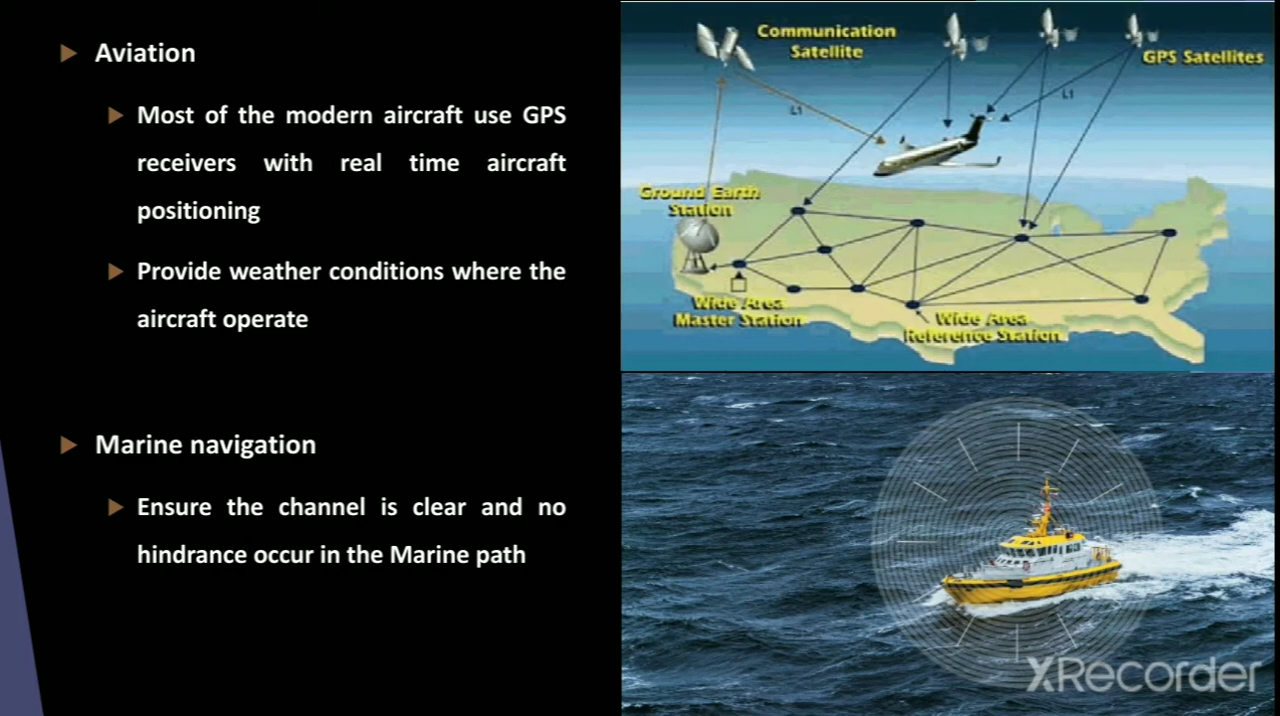 Aviation
Most of the modern aircraft use GPS
receivers with real time aircraft
positioning
Provide weather conditions where the
aircraft operate
Marine navigation
Ensure the channel is clear and no
hindrance occur in the Marine path
Communication
Satellite
GPS Satellites
L1
L1
Ground Earth
Station
Wide Area
Master Station
Wide Area
Reference Station
XRecorder